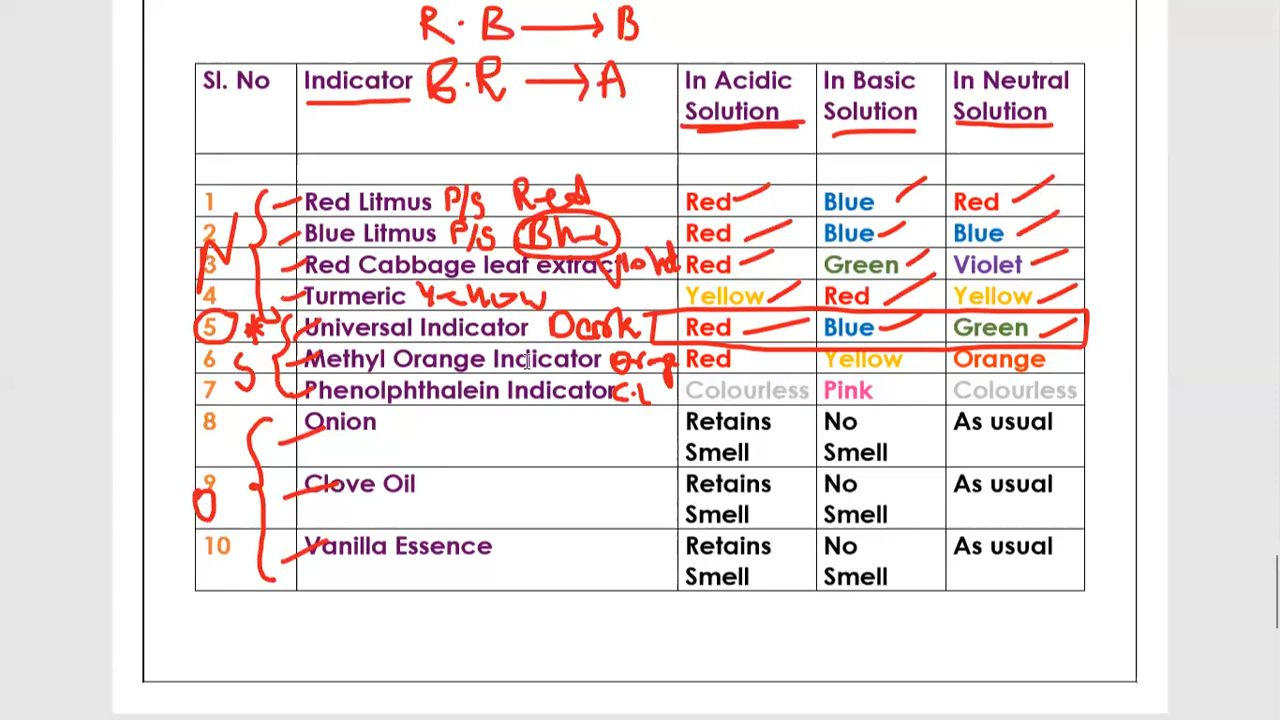 R · B → B
Sl. No Indicator B · R → A In Acidic Solution In Basic Solution In Neutral Solution
1 Red Litmus P/S Red Red Blue Red
2 Blue Litmus P/S Blue Red Blue Blue
3 Red Cabbage leaf extract Violet Red Green Violet
4 Turmeric Yellow Yellow Red Yellow
N
5 * Universal Indicator Dark Red Blue Green
6 Methyl Orange Indicator Orng Red Yellow Orange
S
7 Phenolphthalein Indicator C.L Colourless Pink Colourless
8 Onion Retains Smell No Smell As usual
9 Clove Oil Retains Smell No Smell As usual
O
10 Vanilla Essence Retains Smell No Smell As usual